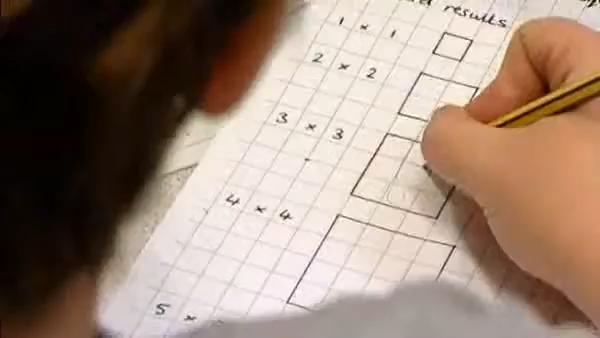 results
1 × 1
2 × 2
3 × 3
4 × 4
5 ×